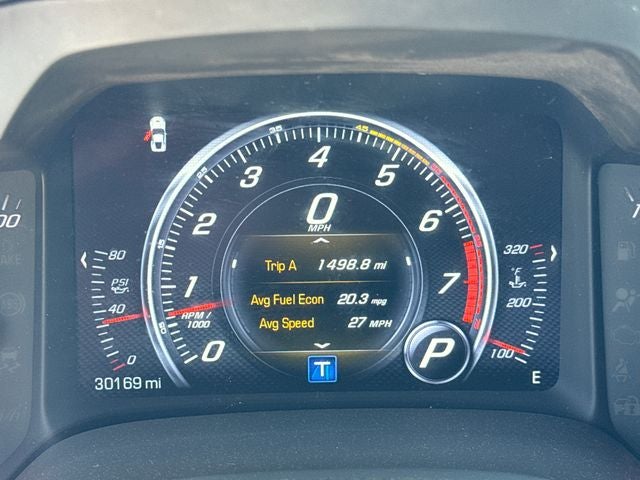 4
3
5
2
6
1
7
0
RPM /
1000
0
MPH
Trip A 1498.8 mi
Avg Fuel Econ 20.3 mpg
Avg Speed 27 MPH
T
P
80
PSI
40
0
30169 mi
320
°F
200
100
E